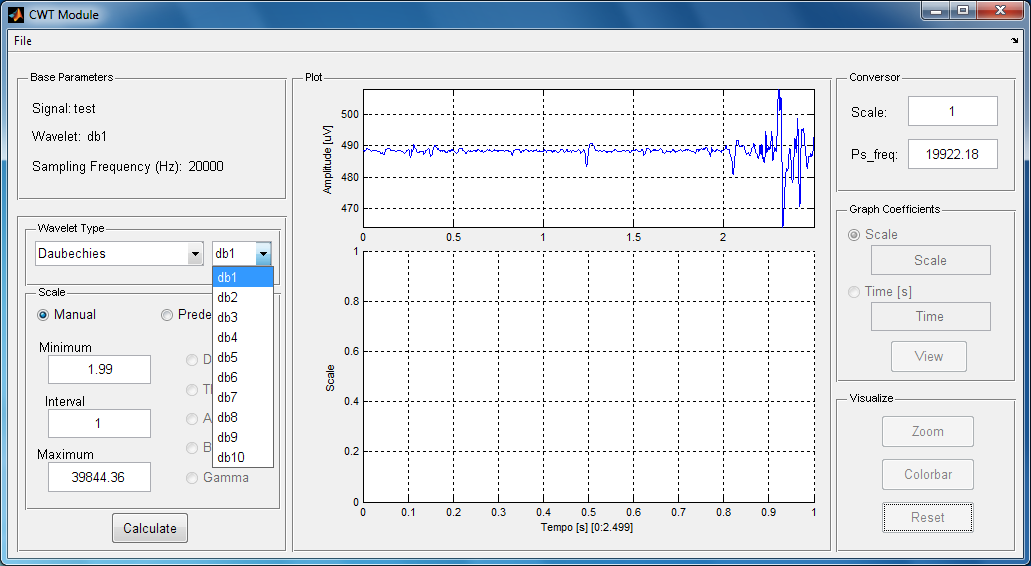 CWT Module
File
Base Parameters
Signal: test
Wavelet: db1
Sampling Frequency (Hz): 20000
Wavelet Type
Daubechies
db1
db1
db2
db3
db4
db5
db6
db7
db8
db9
db10
Scale
Manual
Prede
Minimum
1.99
D
Interval
Th
1
A
Maximum
B
39844.36
Gamma
Calculate
Plot
Amplitude [uV]
500
490
480
470
0 0.5 1 1.5 2
Scale
1
0.8
0.6
0.4
0.2
0
0 0.1 0.2 0.3 0.4 0.5 0.6 0.7 0.8 0.9 1
Tempo [s] [0:2.499]
Conversor
Scale: 1
Ps_freq: 19922.18
Graph Coefficients
Scale
Scale
Time [s]
Time
View
Visualize
Zoom
Colorbar
Reset